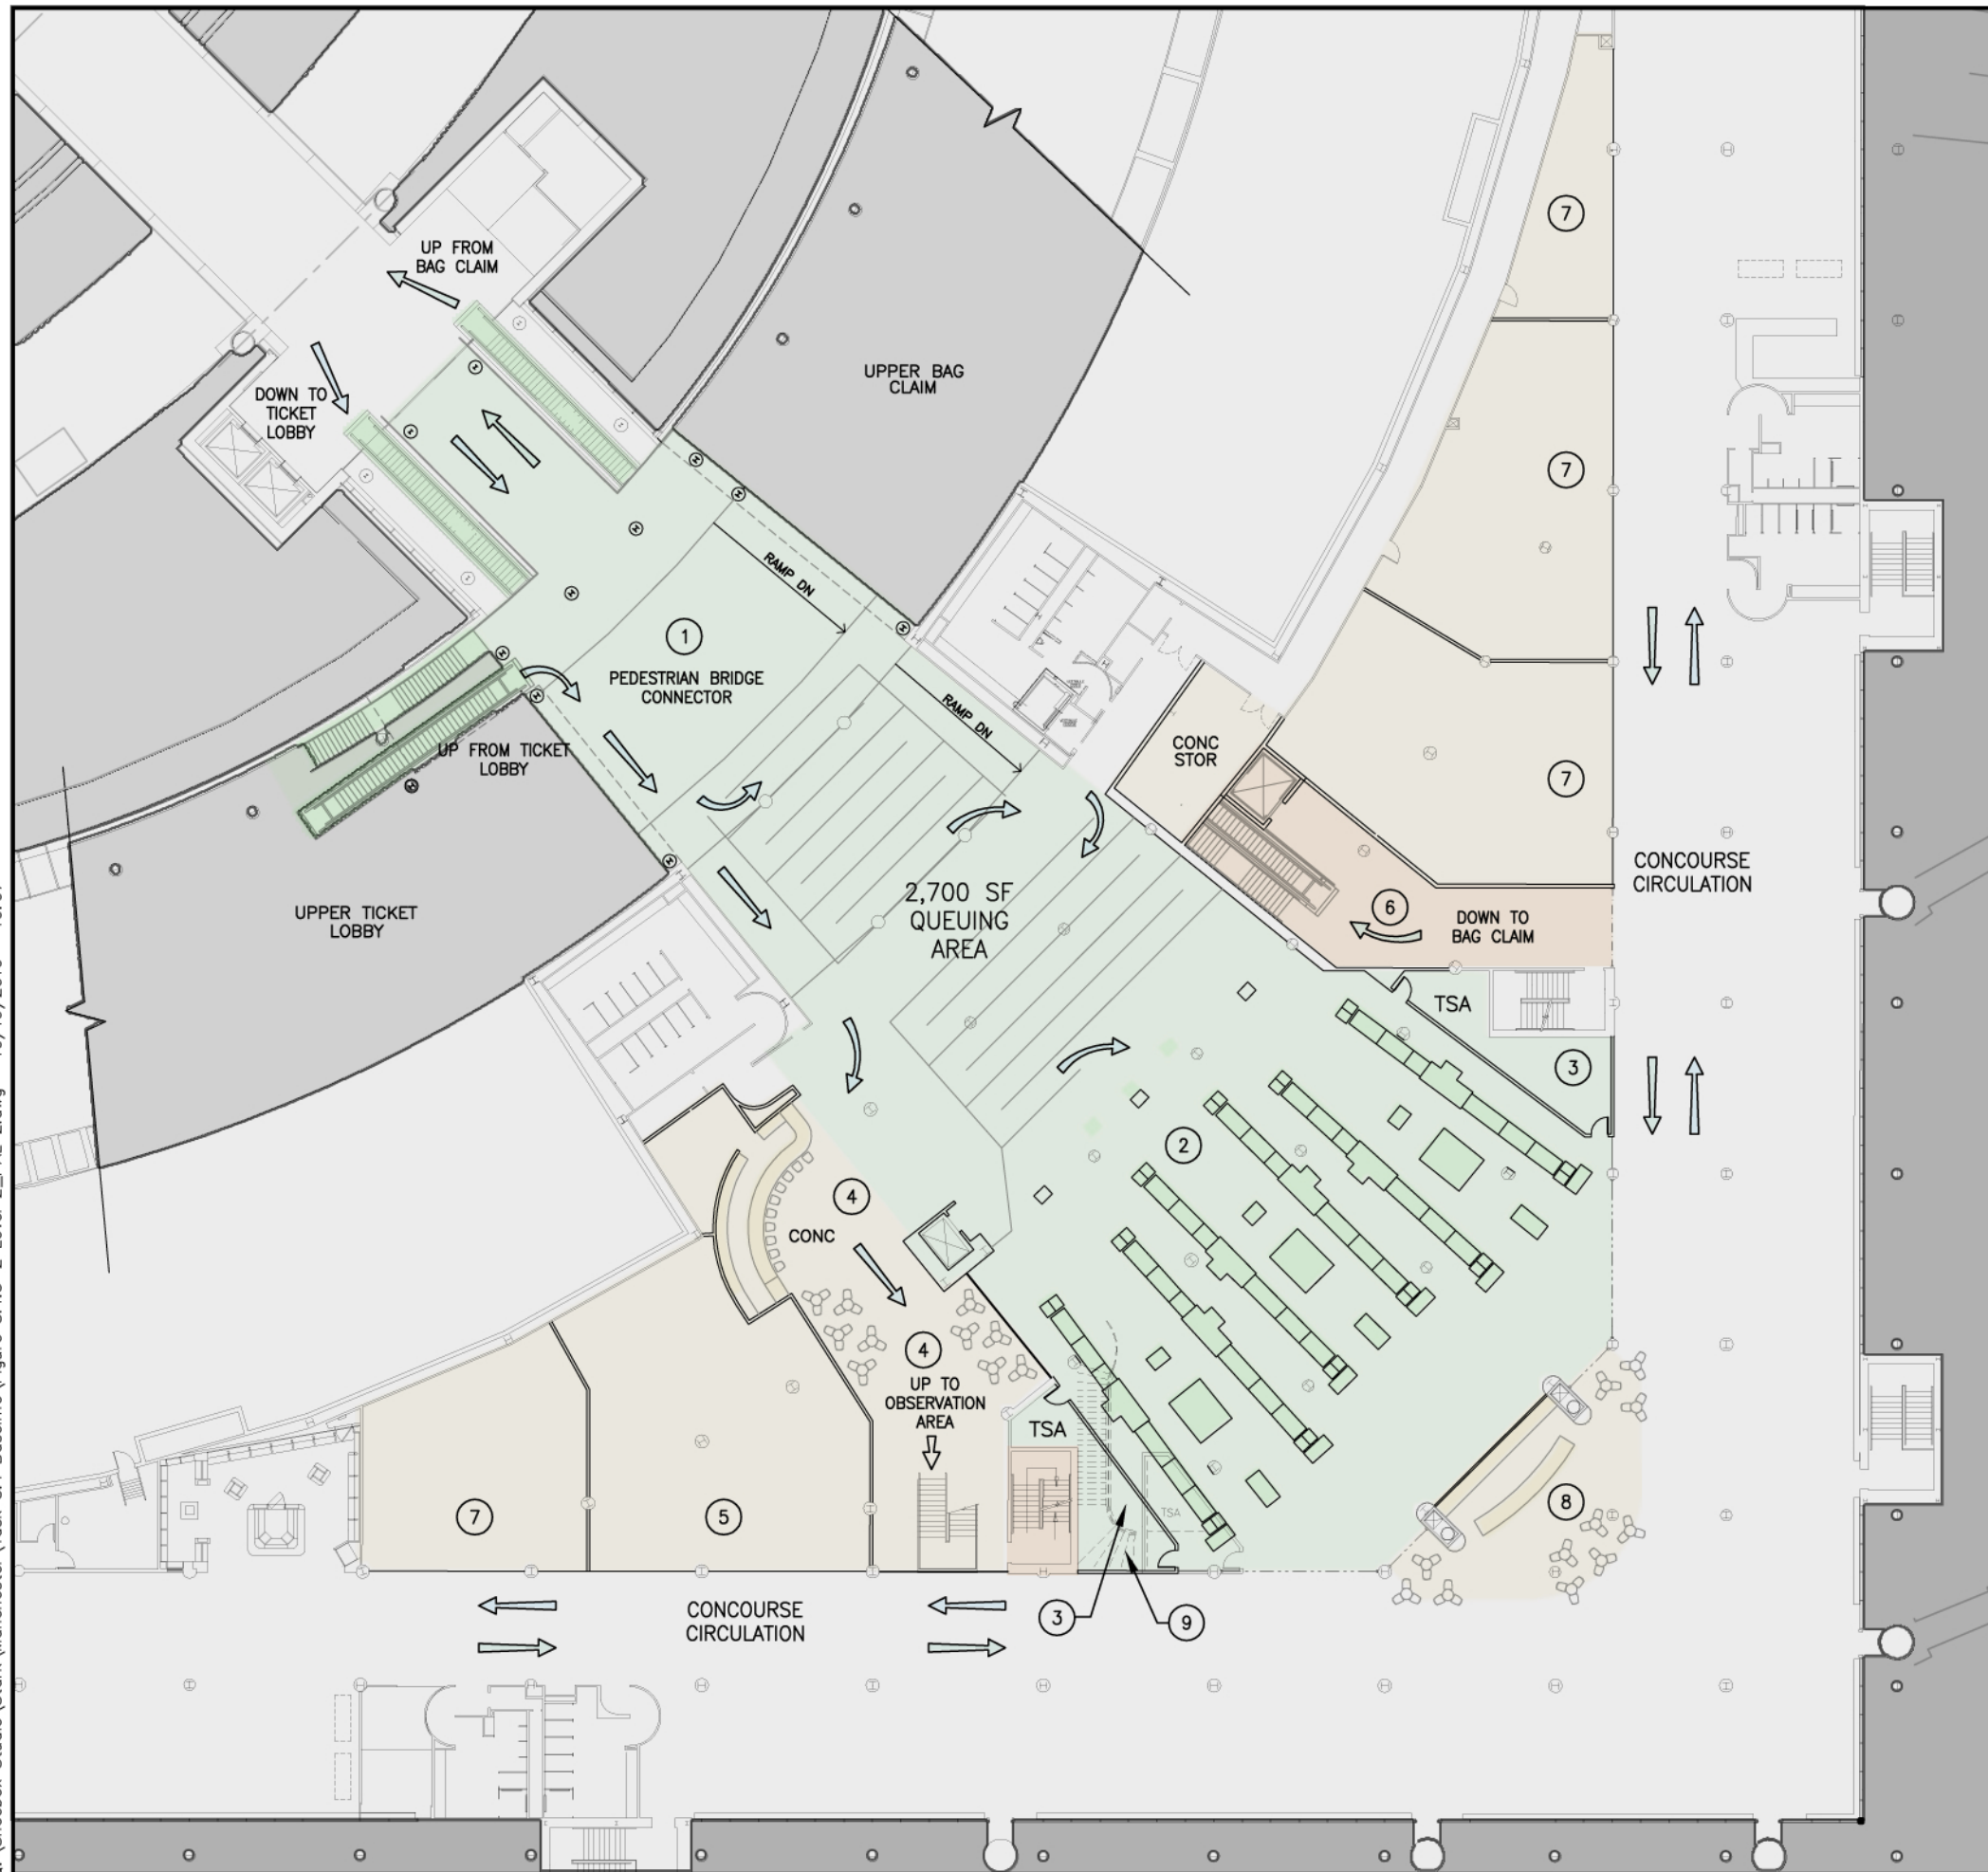 UP FROM
BAG CLAIM
DOWN TO
TICKET
LOBBY
UPPER BAG
CLAIM
7
7
RAMP DN
1
PEDESTRIAN BRIDGE
CONNECTOR
RAMP DN
UP FROM TICKET
LOBBY
CONC
STOR
7
CONCOURSE
CIRCULATION
UPPER TICKET
LOBBY
2,700 SF
QUEUING
AREA
6
DOWN TO
BAG CLAIM
TSA
3
2
4
CONC
4
UP TO
OBSERVATION
AREA
TSA
7
5
TSA
8
CONCOURSE
CIRCULATION
3
9